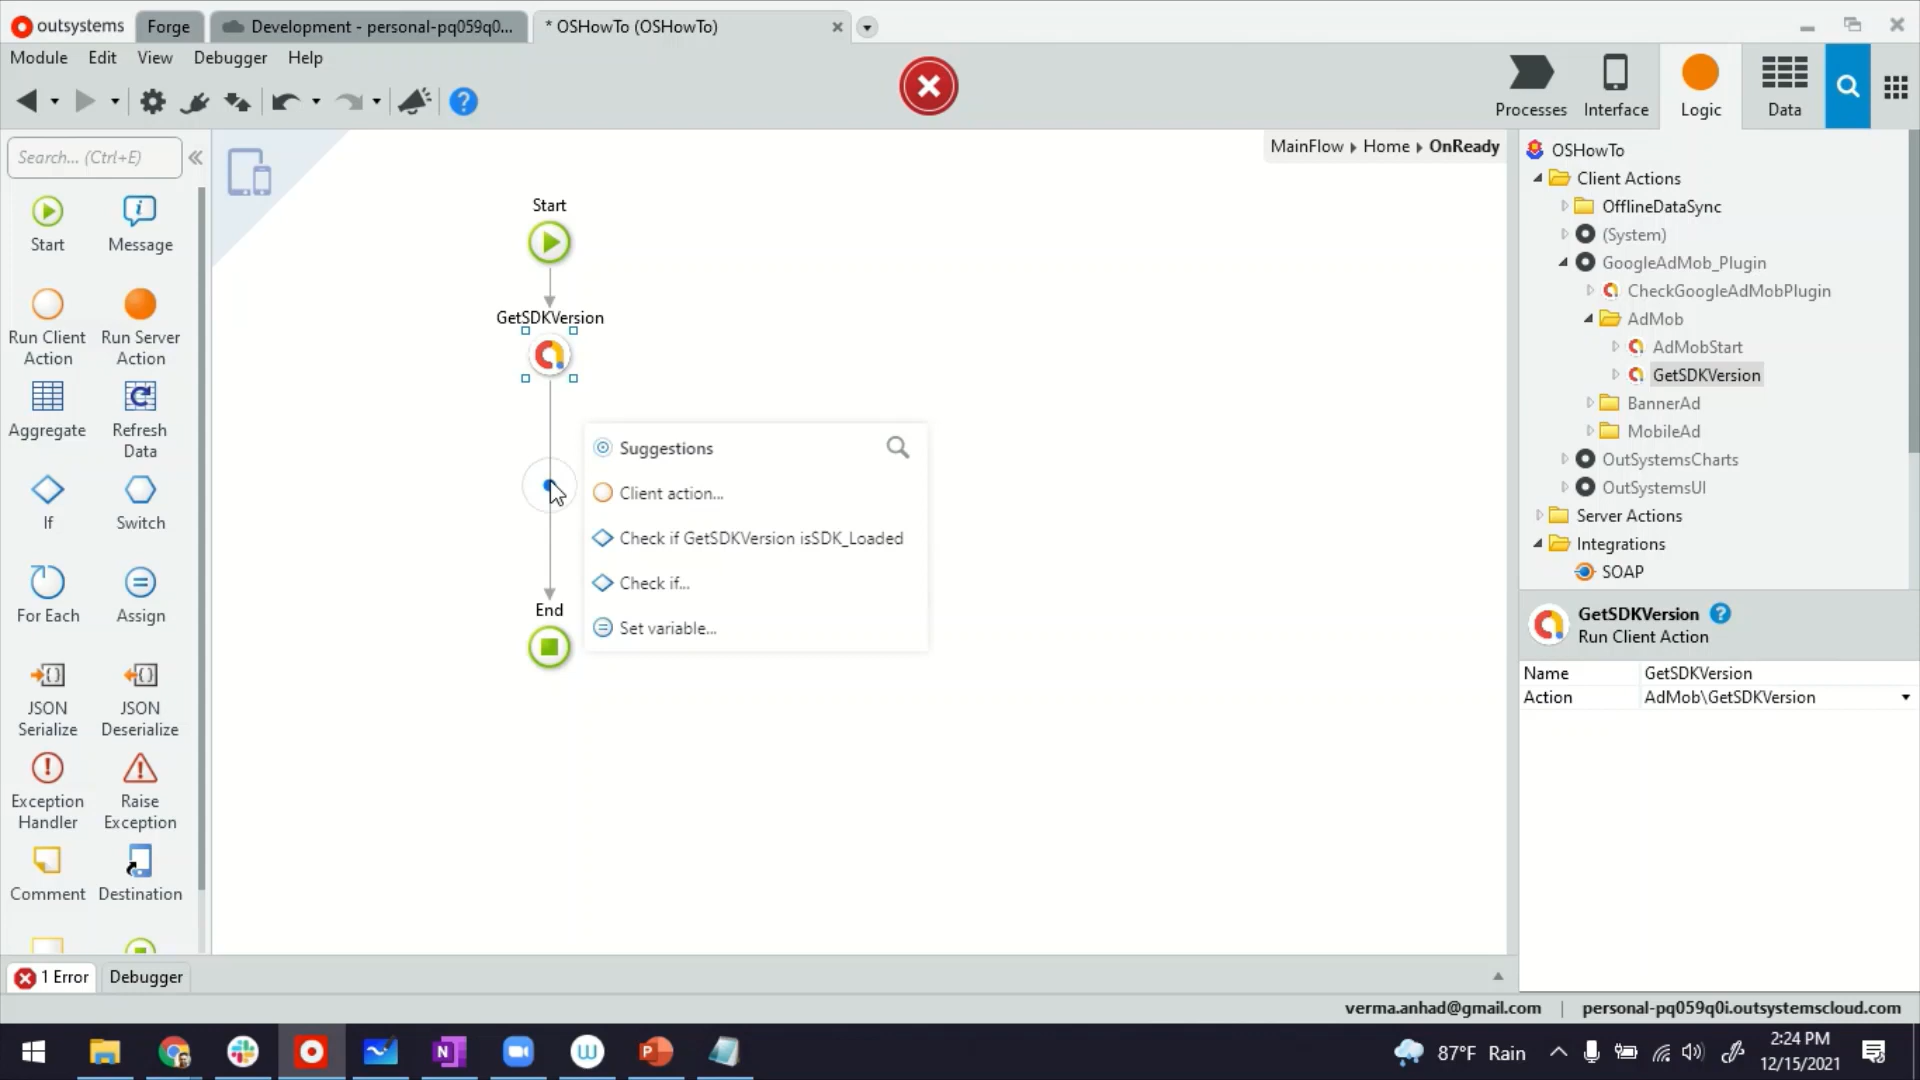 outsystems
Forge
Development - personal-pq059q0...
* OSHowTo (OSHowTo)
Module
Edit
View
Debugger
Help
Processes
Interface
Logic
Data
Search... (Ctrl+E)
Start
Message
Run Client
Action
Run Server
Action
Aggregate
Refresh
Data
If
Switch
For Each
Assign
JSON
Serialize
JSON
Deserialize
Exception
Handler
Raise
Exception
Comment
Destination
MainFlow
Home
OnReady
Start
GetSDKVersion
Suggestions
Client action...
Check if GetSDKVersion isSDK_Loaded
Check if...
Set variable...
End
OSHowTo
Client Actions
OfflineDataSync
(System)
GoogleAdMob_Plugin
CheckGoogleAdMobPlugin
AdMob
AdMobStart
GetSDKVersion
BannerAd
MobileAd
OutSystemsCharts
OutSystemsUI
Server Actions
Integrations
SOAP
GetSDKVersion
Run Client Action
Name GetSDKVersion
Action AdMob\GetSDKVersion
1 Error
Debugger
verma.anhad@gmail.com
personal-pq059q0i.outsystemscloud.com
87°F Rain
2:24 PM
12/15/2021